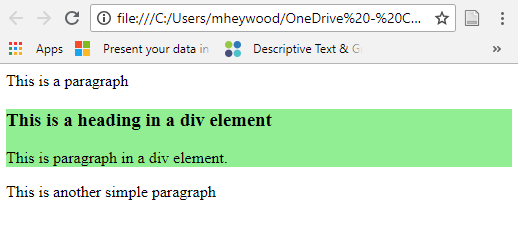 file:///C:/Users/mheywood/OneDrive%20-%20C...
Apps Present your data in Descriptive Text & G
This is a paragraph
This is a heading in a div element
This is paragraph in a div element.
This is another simple paragraph